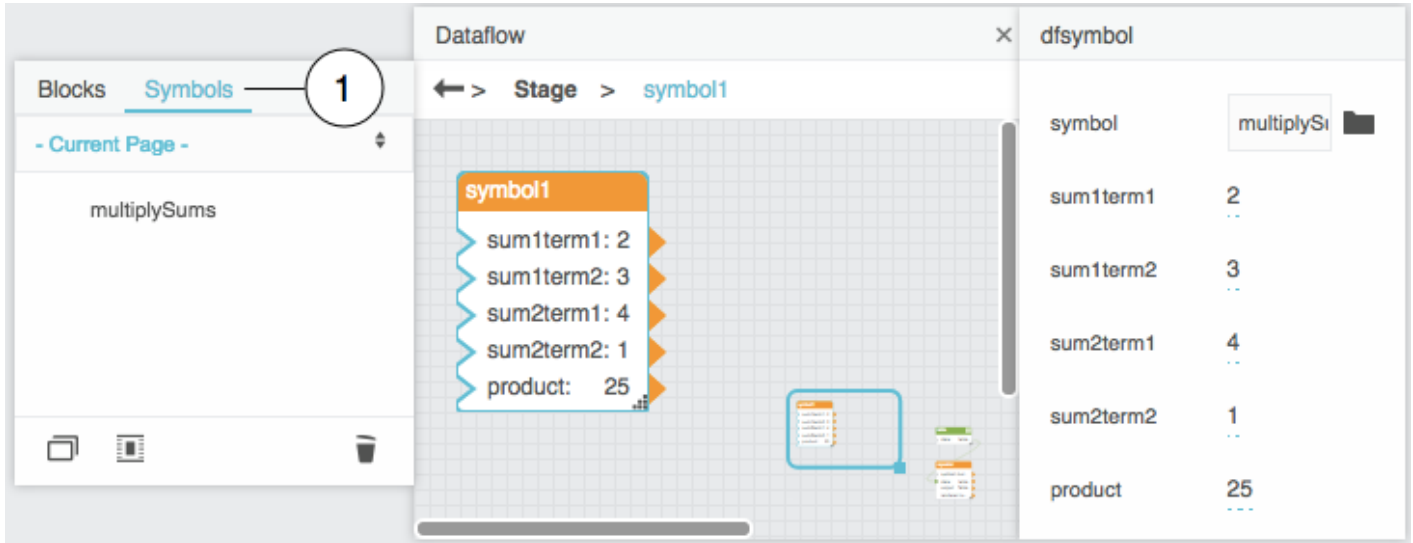 Blocks Symbols
1
- Current Page -
multiplySums
Dataflow ×
> Stage > symbol1
symbol1
sum1term1: 2
sum1term2: 3
sum2term1: 4
sum2term2: 1
product: 25
dfsymbol
symbol multiplySu
sum1term1 2
sum1term2 3
sum2term1 4
sum2term2 1
product 25